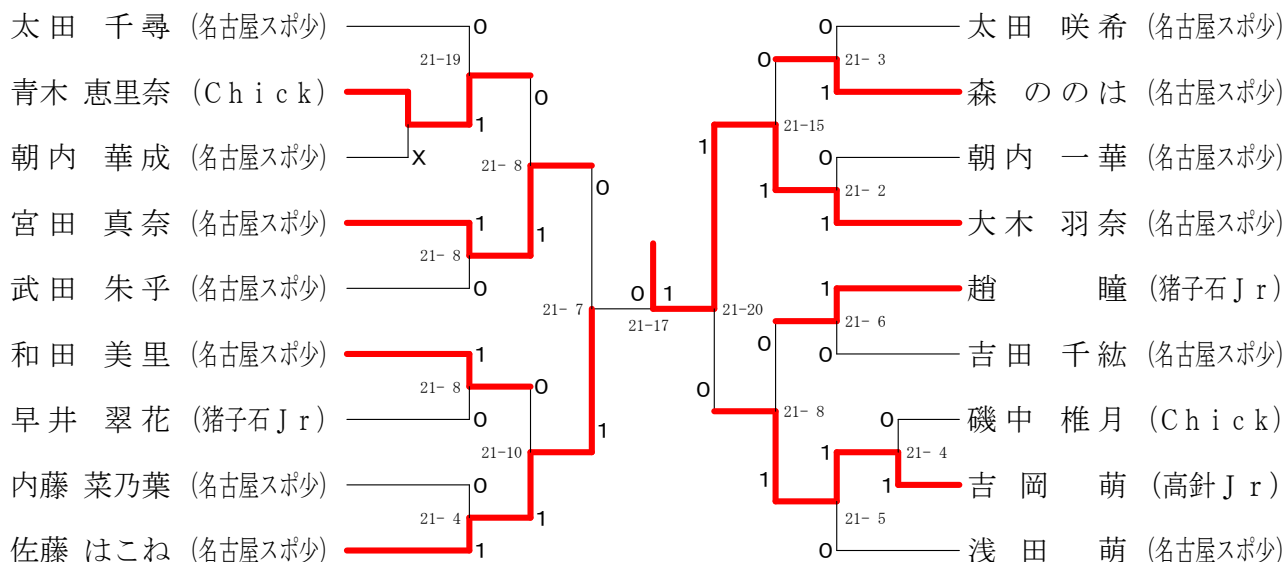 太田 千尋 (名古屋スポ少)
青木 恵里奈 (Chick)
朝内 華成 (名古屋スポ少)
宮田 真奈 (名古屋スポ少)
武田 朱乎 (名古屋スポ少)
和田 美里 (名古屋スポ少)
早井 翠花 (猪子石Jr)
内藤 菜乃葉 (名古屋スポ少)
佐藤 はこね (名古屋スポ少)
0
21-19
1
x
0
21- 8
1
1
21- 8
0
0
21- 7
1
21- 8
0
0
21-10
1
0
21- 4
1
1
0
1
21-17
21-20
1
0
0
21-15
1
0
21- 3
1
0
21- 2
1
1
21- 6
0
0
21- 8
1
0
21- 4
1
1
21- 5
0
太田 咲希 (名古屋スポ少)
森 ののは (名古屋スポ少)
朝内 一華 (名古屋スポ少)
大木 羽奈 (名古屋スポ少)
趙 瞳 (猪子石Jr)
吉田 千紘 (名古屋スポ少)
磯中 椎月 (Chick)
吉岡 萌 (高針Jr)
浅田 萌 (名古屋スポ少)